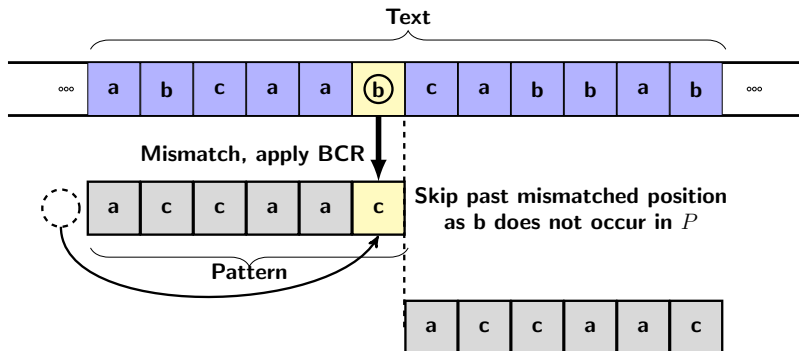 Text
°°° a b c a a b c a b b a b °°°
Mismatch, apply BCR
a c c a a c
Skip past mismatched position
as b does not occur in P
Pattern
a c c a a c